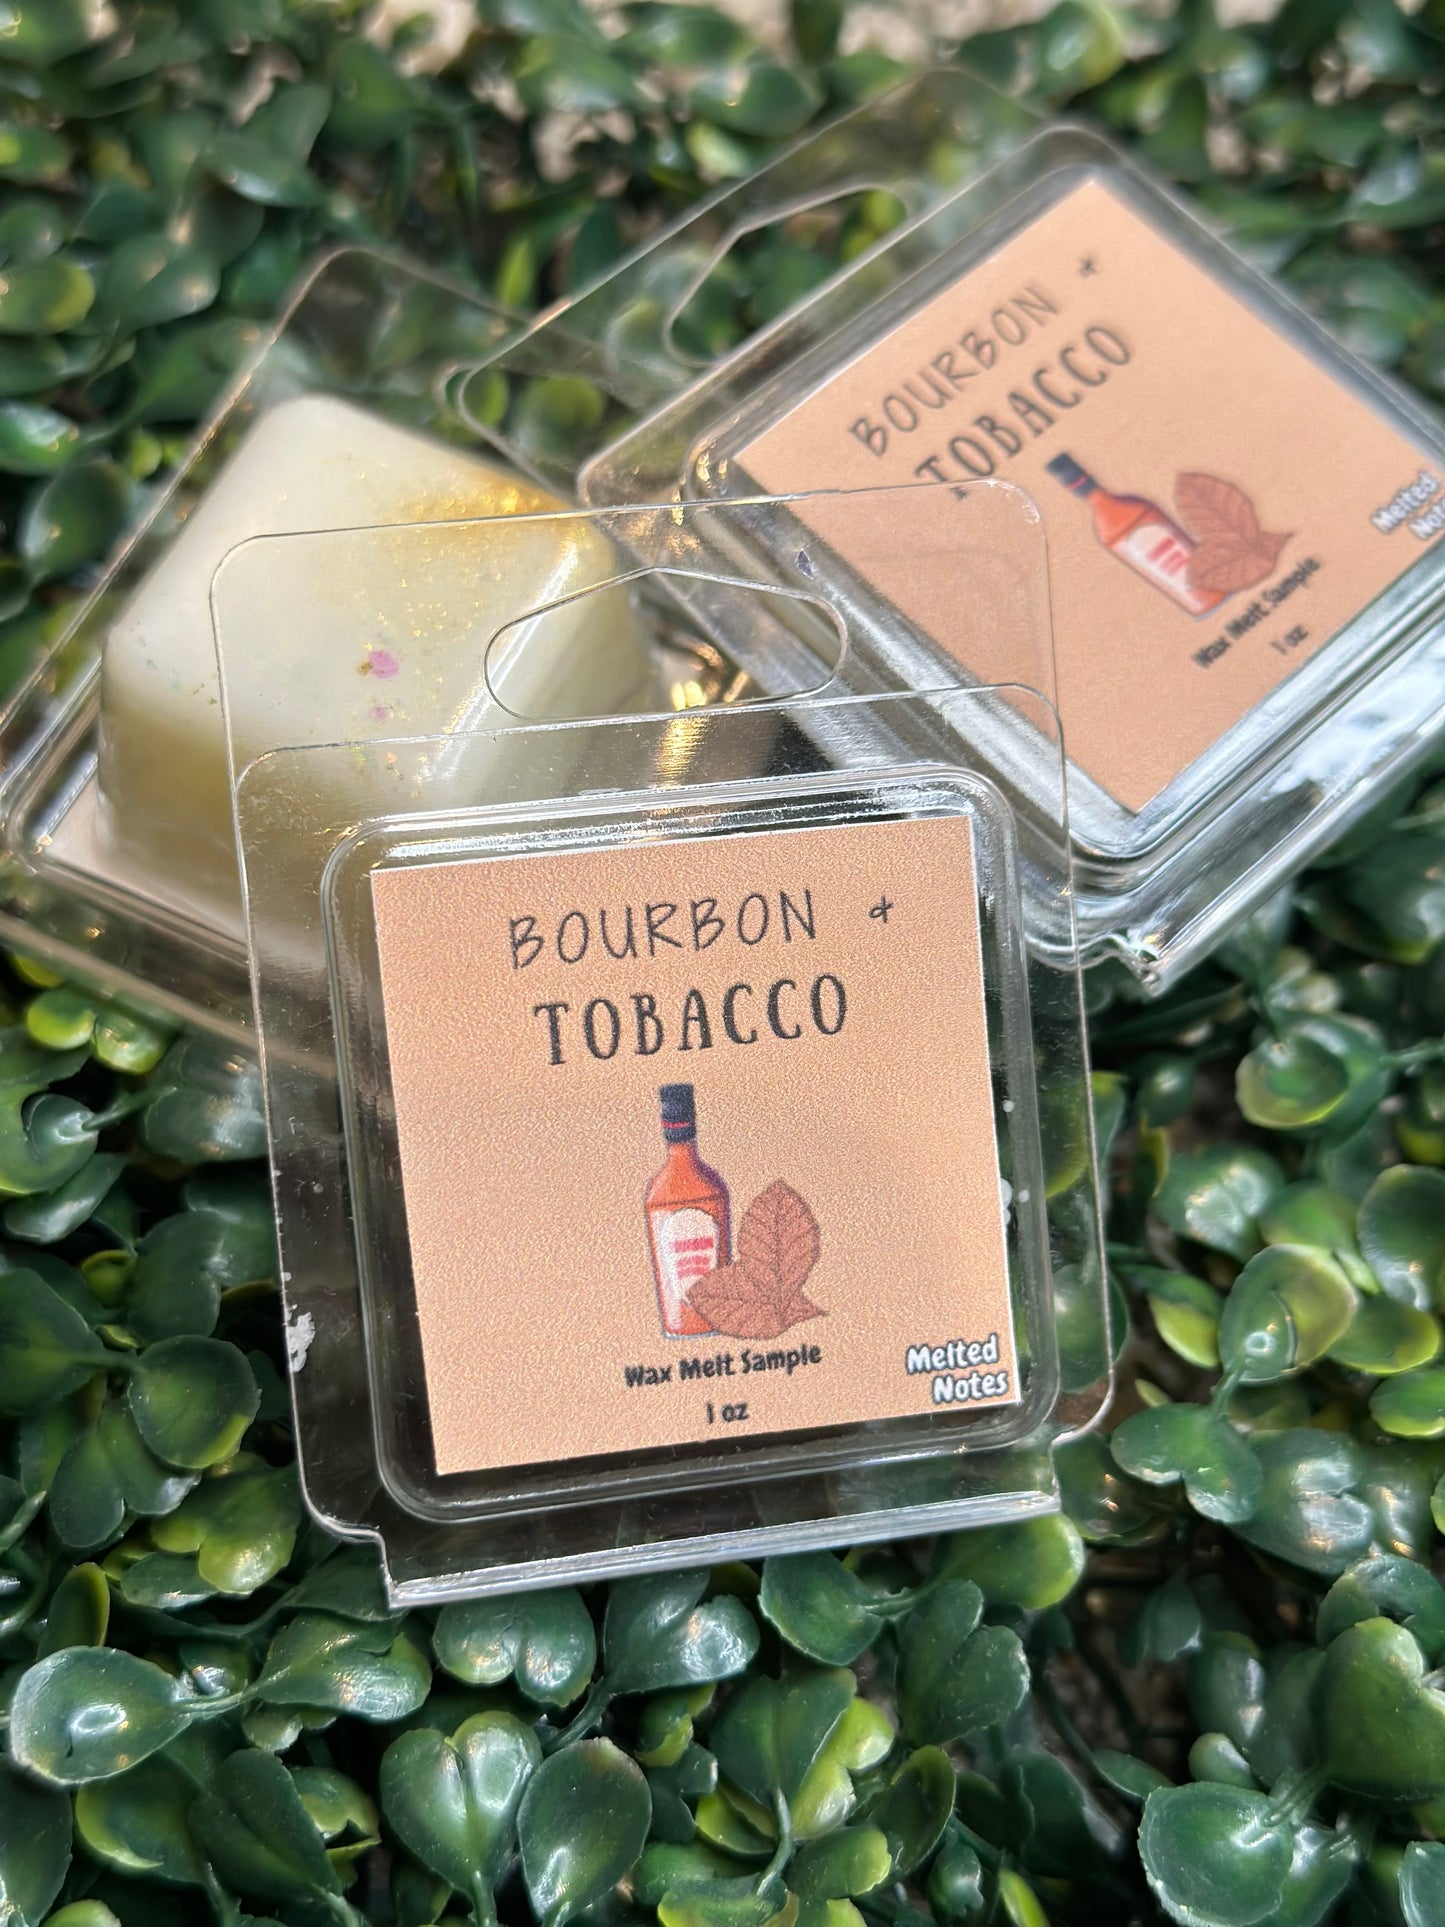 BOURBON +
TOBACCO
Wax Melt Sample
1 oz
Melted
Notes
BOURBON +
TOBACCO
Wax Melt Sample
1 oz
Melted